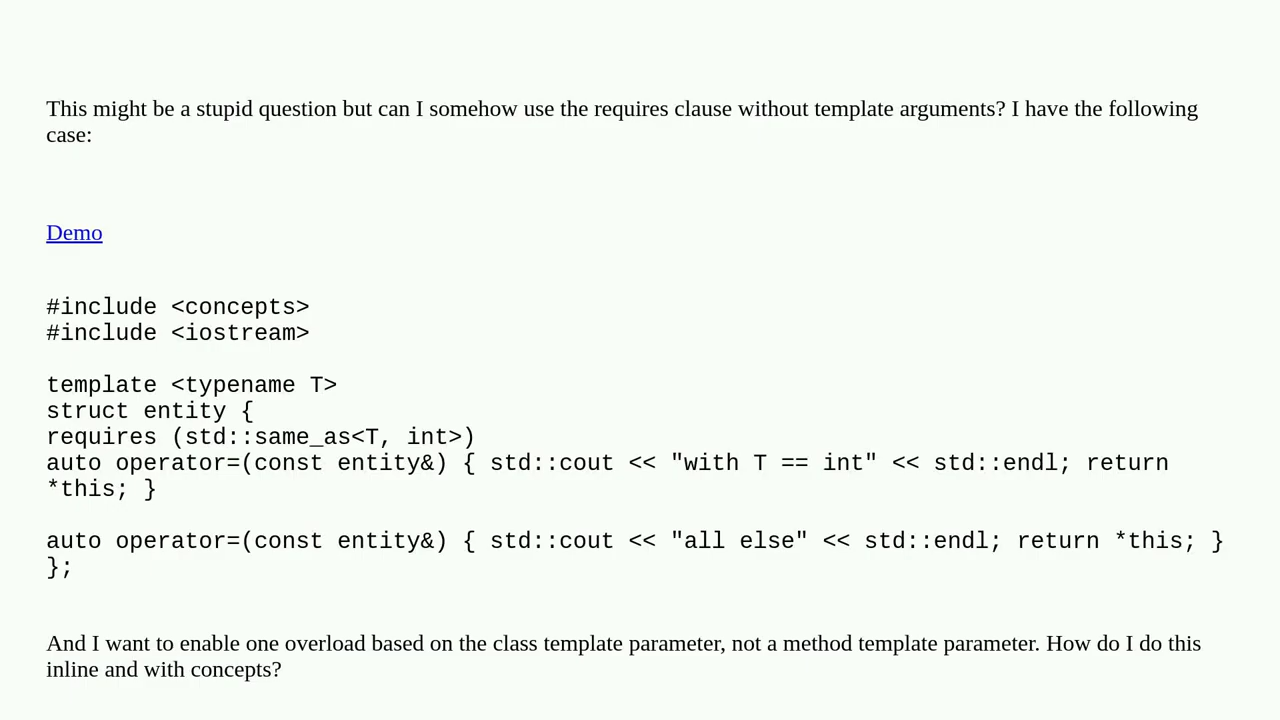 This might be a stupid question but can I somehow use the requires clause without template arguments? I have the following
case:
Demo
#include <concepts>
#include <iostream>
template <typename T>
struct entity {
requires (std::same_as<T, int>)
auto operator=(const entity&) { std::cout << "with T == int" << std::endl; return
*this; }
auto operator=(const entity&) { std::cout << "all else" << std::endl; return *this; }
};
And I want to enable one overload based on the class template parameter, not a method template parameter. How do I do this
inline and with concepts?